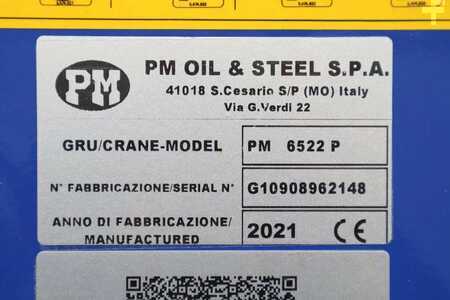 PM
PM OIL & STEEL S.P.A.
41018 S.Cesario S/P (MO) Italy
Via G.Verdi 22
GRU/CRANE-MODEL PM 6522 P
N° FABBRICAZIONE/SERIAL N° G10908962148
ANNO DI FABBRICAZIONE/
MANUFACTURED 2021 CE